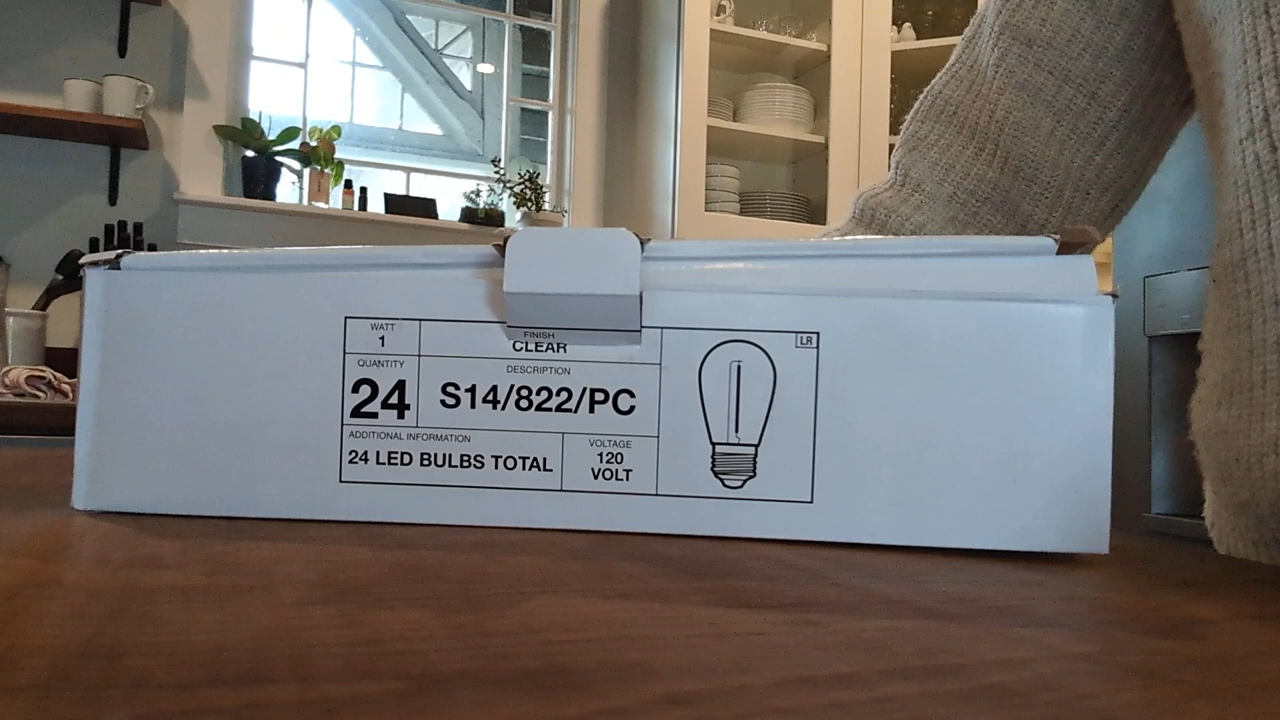 WATT
1
FINISH
CLEAR
LR
QUANTITY
24
DESCRIPTION
S14/822/PC
ADDITIONAL INFORMATION
24 LED BULBS TOTAL
VOLTAGE
120
VOLT